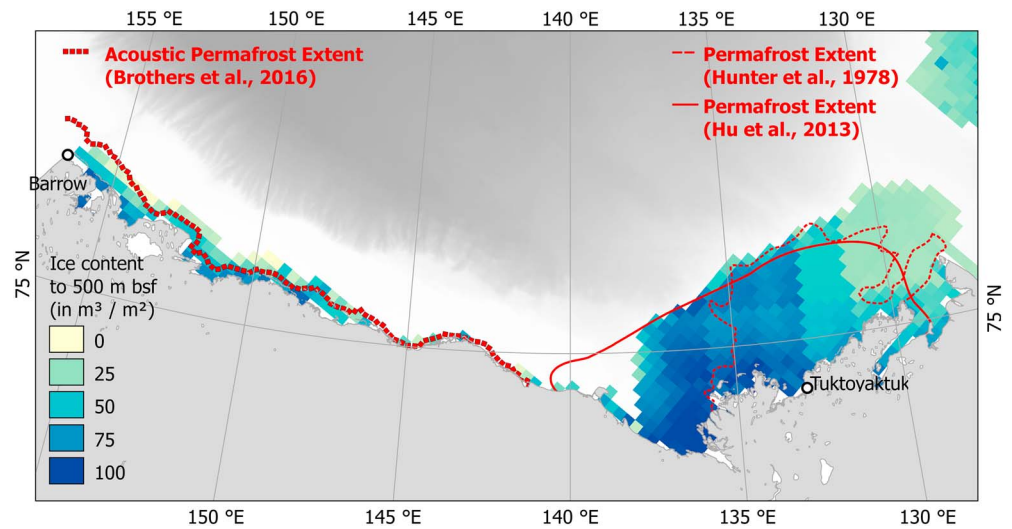 155 °E 150 °E 145 °E 140 °E 135 °E 130 °E
Acoustic Permafrost Extent
(Brothers et al., 2016)
Permafrost Extent
(Hunter et al., 1978)
Permafrost Extent
(Hu et al., 2013)
Barrow
75 °N
Ice content
to 500 m bsf
(in m³ / m²)
0
25
50
75
100
Tuktoyaktuk
75 °N
150 °E 145 °E 140 °E 135 °E 130 °E